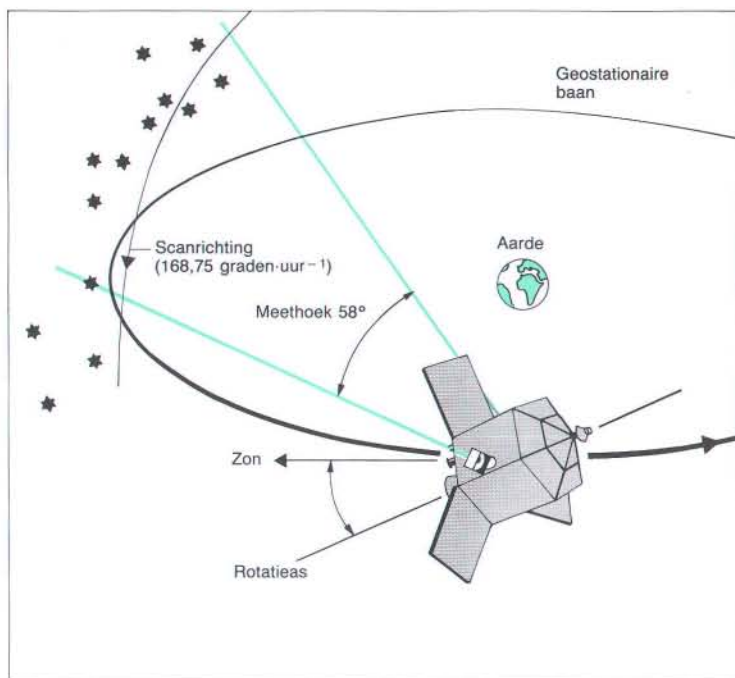 Geostationaire
baan
Scanrichting
(168,75 graden·uur⁻¹)
Aarde
Meethoek 58°
Zon
Rotatieas